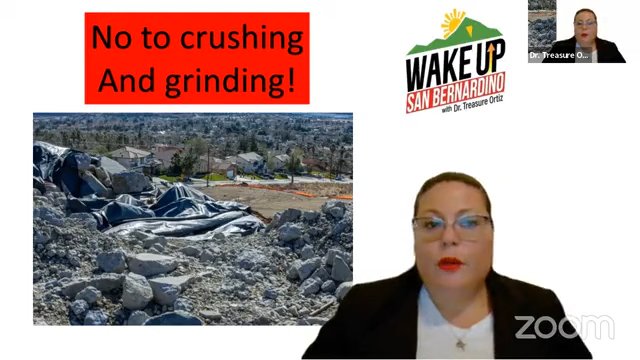 No to crushing
And grinding!
WAKE UP
SAN BERNARDINO
with Dr. Treasure Ortiz
Dr. Treasure O...
zoom